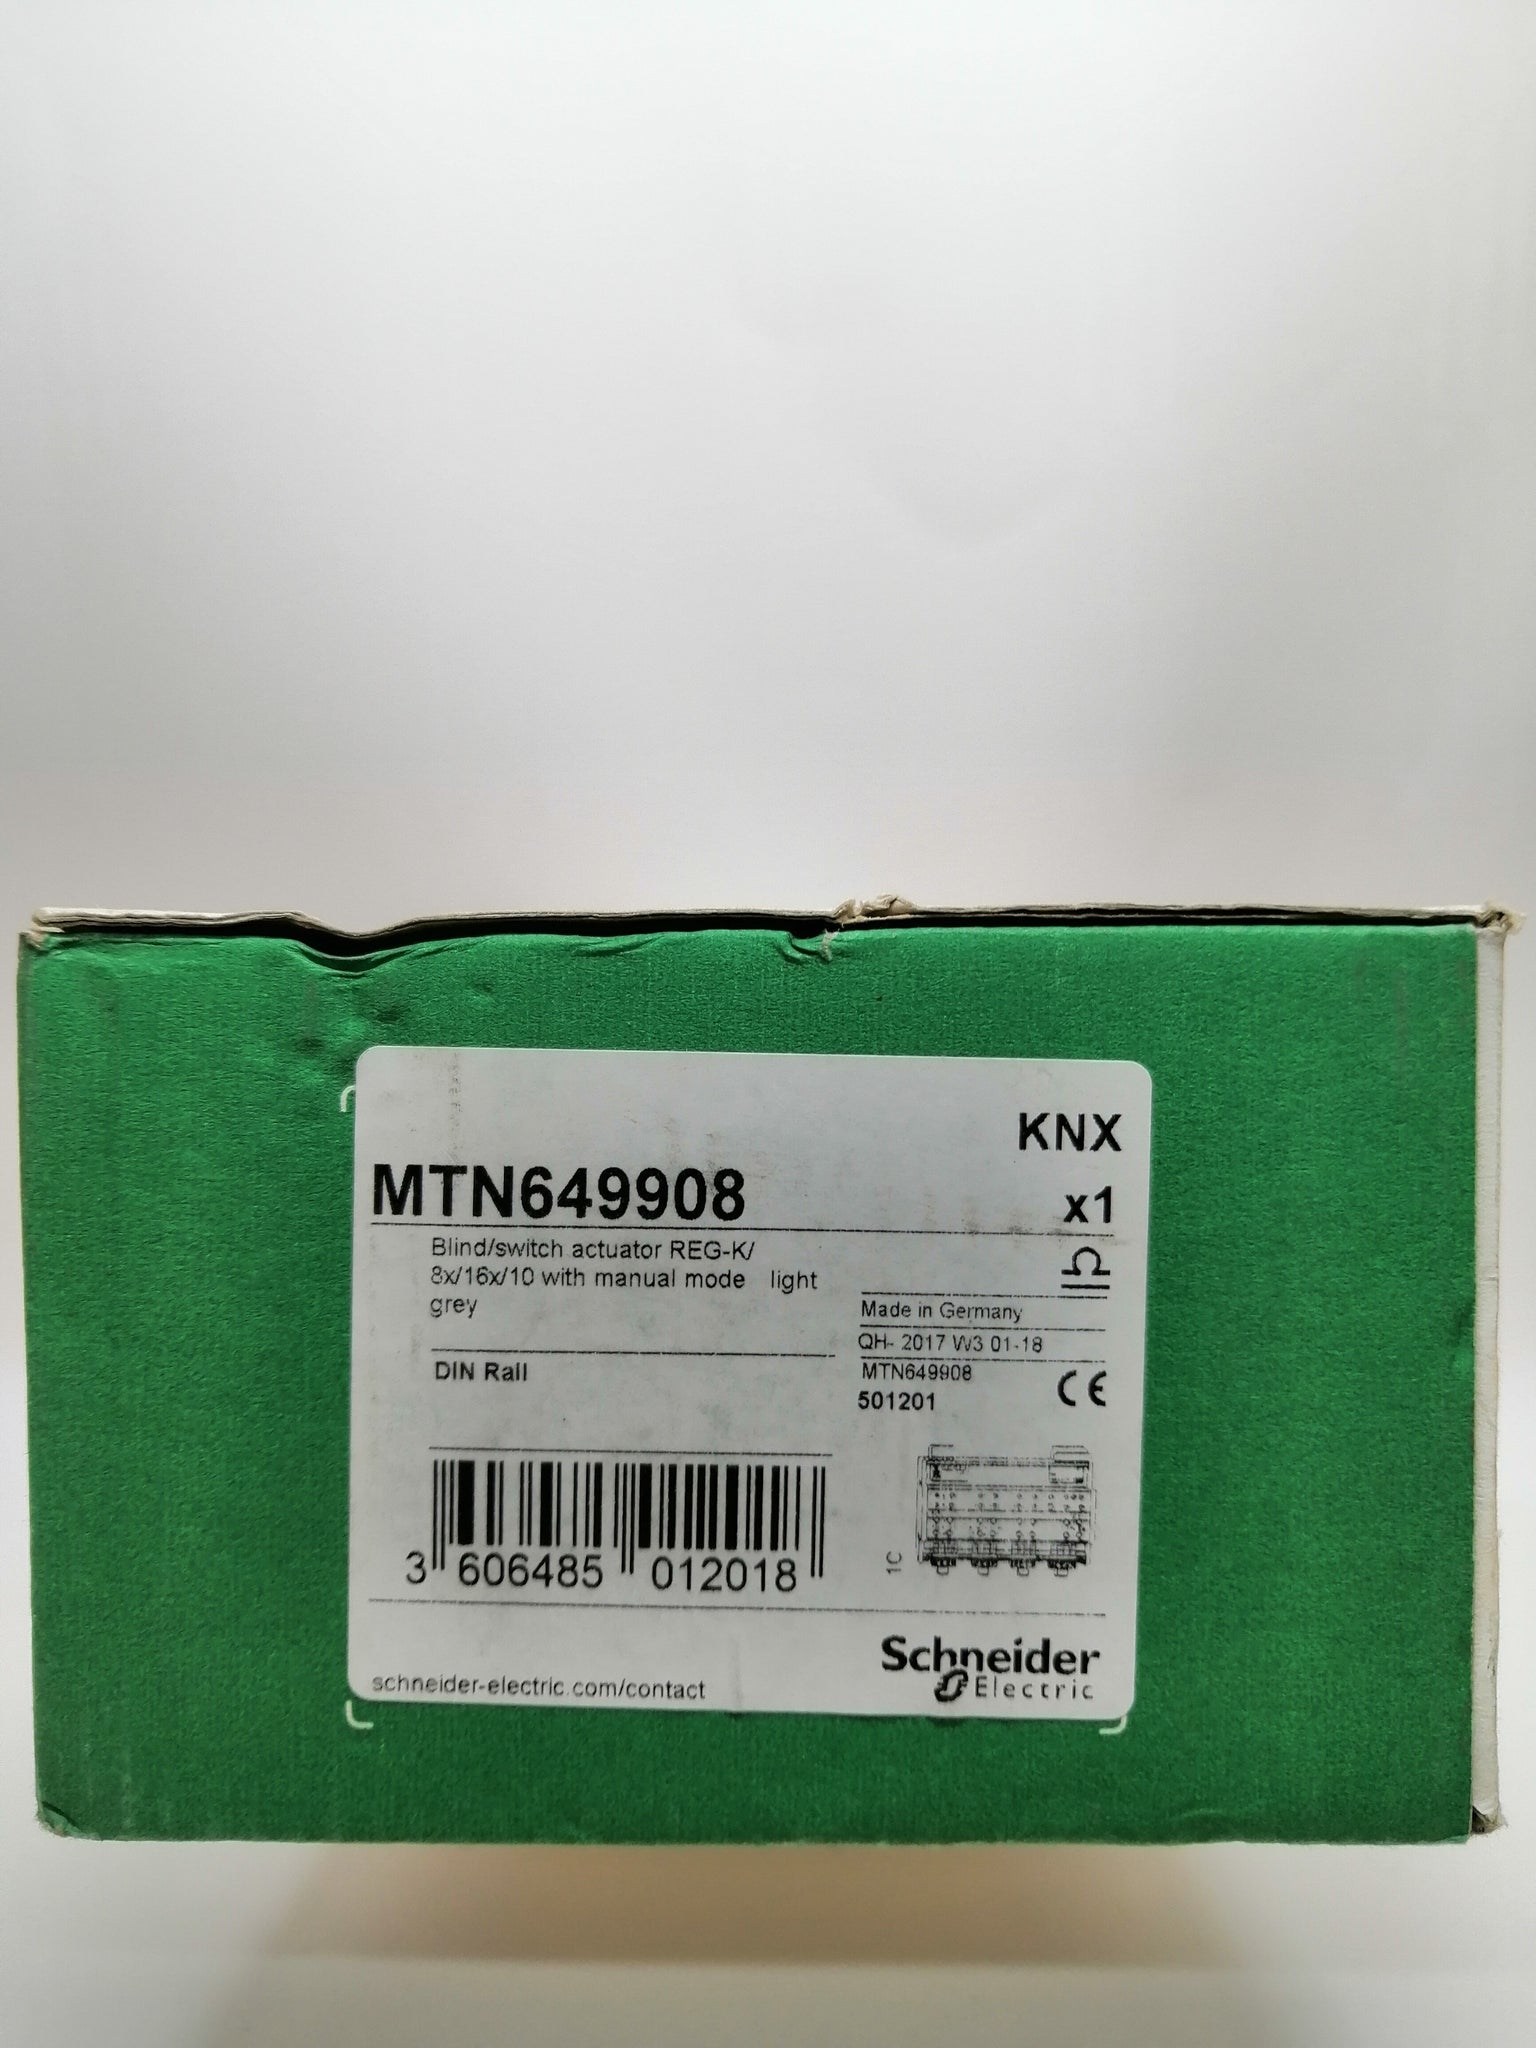 KNX
MTN649908
x1
Blind/switch actuator REG-K/
8x/16x/10 with manual mode light
grey
Made in Germany
QH- 2017 W3 01-18
DIN Rail
MTN649908
501201
CE
1C
3 606485 012018
Schneider
Electric
schneider-electric.com/contact